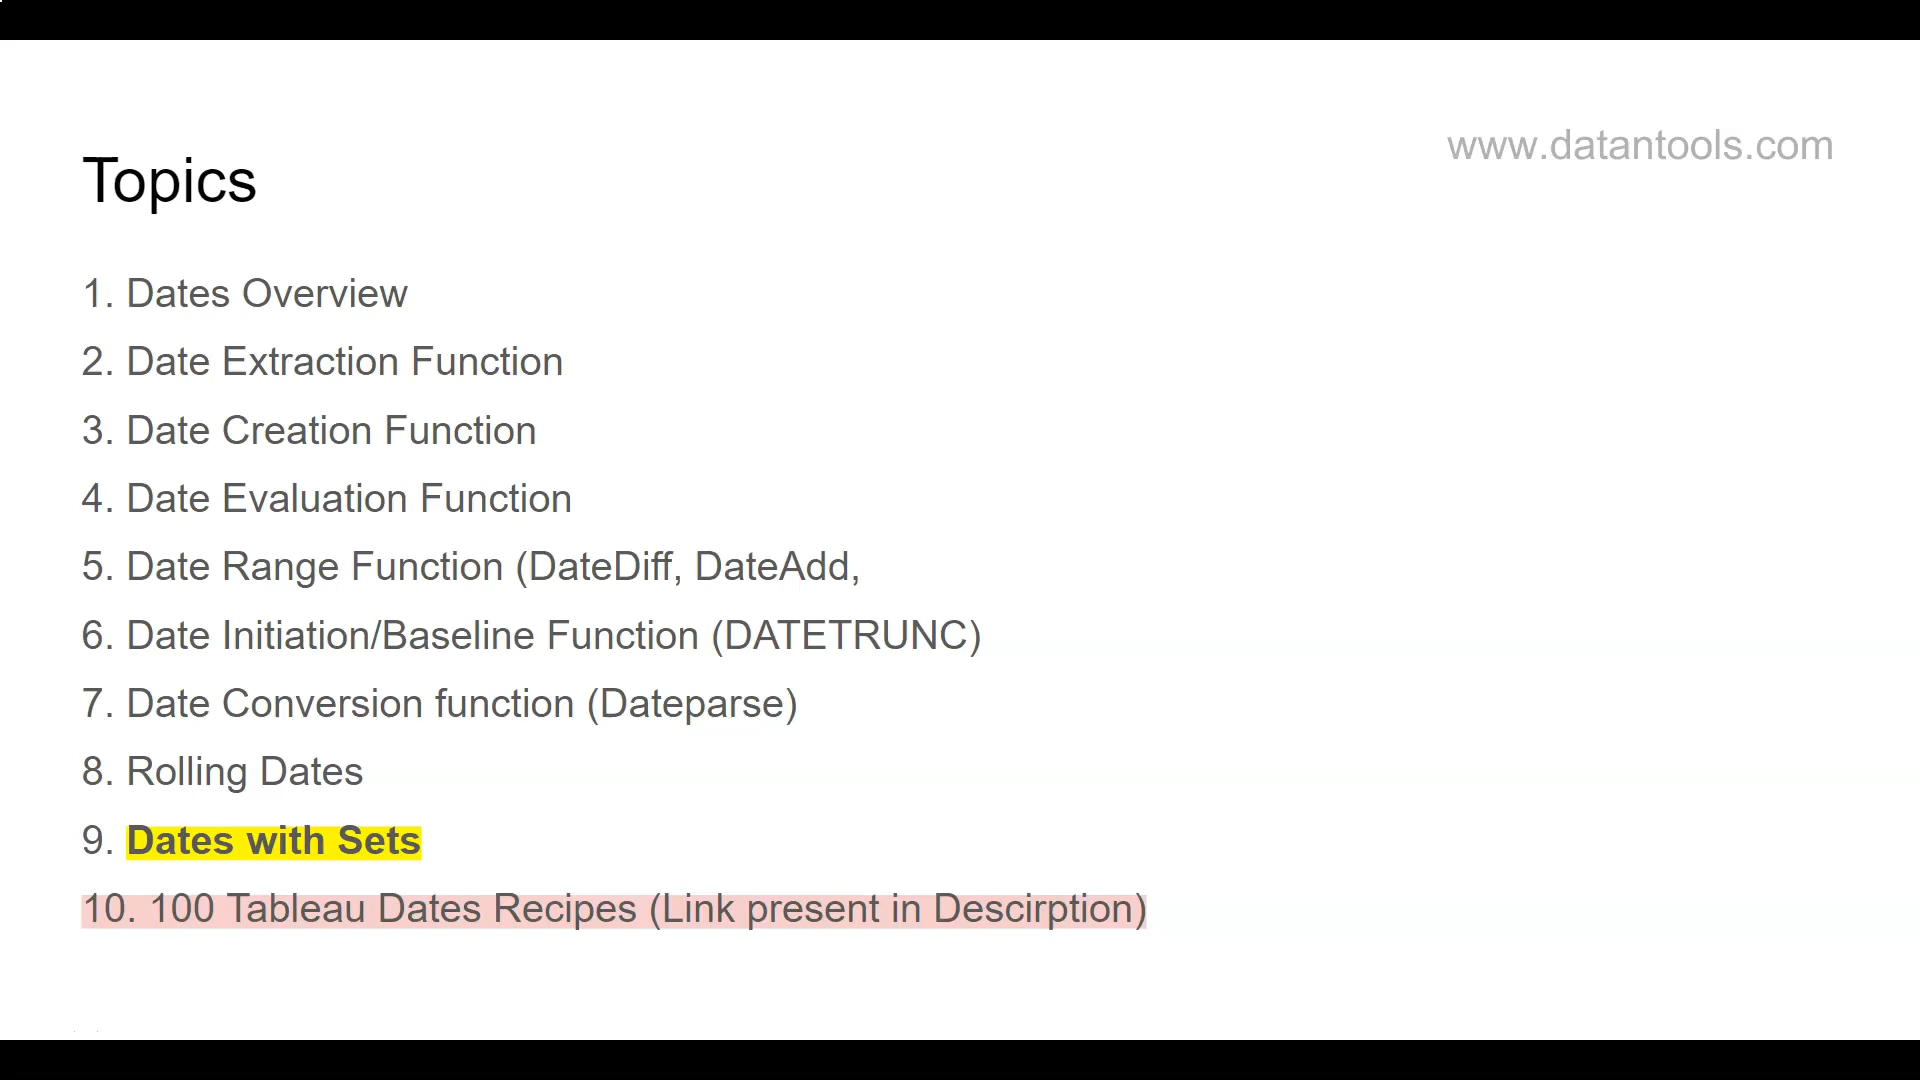 www.datantools.com
Topics
1. Dates Overview
2. Date Extraction Function
3. Date Creation Function
4. Date Evaluation Function
5. Date Range Function (DateDiff, DateAdd,
6. Date Initiation/Baseline Function (DATETRUNC)
7. Date Conversion function (Dateparse)
8. Rolling Dates
9. Dates with Sets
10. 100 Tableau Dates Recipes (Link present in Descirption)